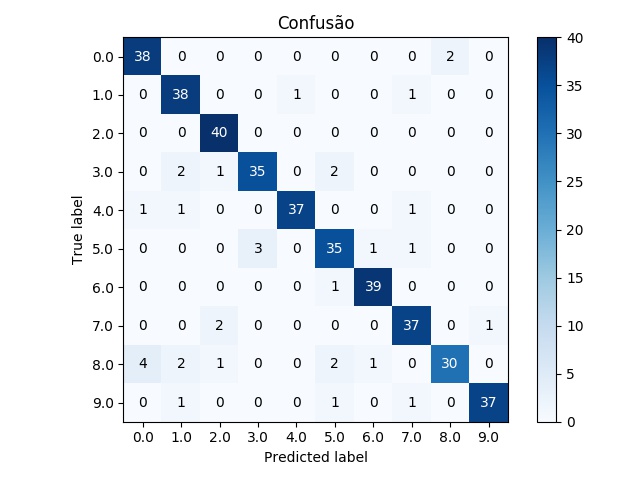 Confusão
True label
0.0 38 0 0 0 0 0 0 0 2 0
1.0 0 38 0 0 1 0 0 1 0 0
2.0 0 0 40 0 0 0 0 0 0 0
3.0 0 2 1 35 0 2 0 0 0 0
4.0 1 1 0 0 37 0 0 1 0 0
5.0 0 0 0 3 0 35 1 1 0 0
6.0 0 0 0 0 0 1 39 0 0 0
7.0 0 0 2 0 0 0 0 37 0 1
8.0 4 2 1 0 0 2 1 0 30 0
9.0 0 1 0 0 0 1 0 1 0 37
0.0 1.0 2.0 3.0 4.0 5.0 6.0 7.0 8.0 9.0
Predicted label
40
35
30
25
20
15
10
5
0